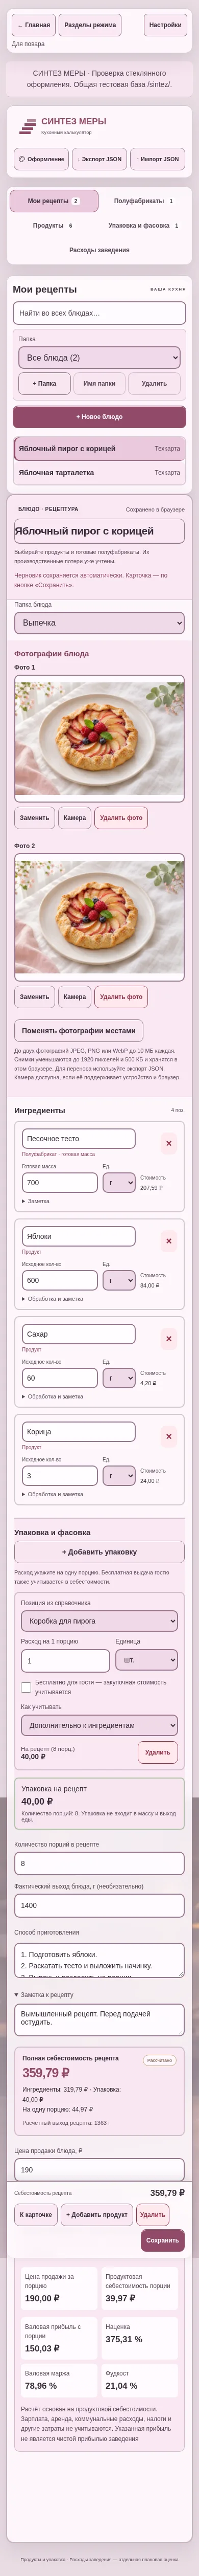 ← Главная
Разделы режима
Настройки
Для повара
СИНТЕЗ МЕРЫ · Проверка стеклянного
оформления. Общая тестовая база /sintez/.
СИНТЕЗ МЕРЫ
Кухонный калькулятор
Оформление
↓ Экспорт JSON
↑ Импорт JSON
Мои рецепты 2
Полуфабрикаты 1
Продукты 6
Упаковка и фасовка 1
Расходы заведения
Мои рецепты
ВАША КУХНЯ
Найти во всех блюдах…
Папка
Все блюда (2)
+ Папка
Имя папки
Удалить
+ Новое блюдо
Яблочный пирог с корицей
Техкарта
Яблочная тарталетка
Техкарта
БЛЮДО · РЕЦЕПТУРА
Сохранено в браузере
Яблочный пирог с корицей
Выбирайте продукты и готовые полуфабрикаты. Их
производственные потери уже учтены.
Черновик сохраняется автоматически. Карточка — по
кнопке «Сохранить».
Папка блюда
Выпечка
Фотографии блюда
Фото 1
Заменить
Камера
Удалить фото
Фото 2
Заменить
Камера
Удалить фото
Поменять фотографии местами
До двух фотографий JPEG, PNG или WebP до 10 МБ каждая.
Снимки уменьшаются до 1920 пикселей и 500 КБ и хранятся в
этом браузере. Для переноса используйте экспорт JSON.
Камера доступна, если её поддерживает устройство и браузер.
Ингредиенты
4 поз.
Песочное тесто
×
Полуфабрикат · готовая масса
Готовая масса
Ед.
Стоимость
700
г
207,59 ₽
▸ Заметка
Яблоки
×
Продукт
Исходное кол-во
Ед.
Стоимость
600
г
84,00 ₽
▸ Обработка и заметка
Сахар
×
Продукт
Исходное кол-во
Ед.
Стоимость
60
г
4,20 ₽
▸ Обработка и заметка
Корица
×
Продукт
Исходное кол-во
Ед.
Стоимость
3
г
24,00 ₽
▸ Обработка и заметка
Упаковка и фасовка
+ Добавить упаковку
Расход укажите на одну порцию. Бесплатная выдача гостю
также учитывается в себестоимости.
Позиция из справочника
Коробка для пирога
Расход на 1 порцию
Единица
1
шт.
Бесплатно для гостя — закупочная стоимость
учитывается
Как учитывать
Дополнительно к ингредиентам
На рецепт (8 порц.)
40,00 ₽
Удалить
Упаковка на рецепт
40,00 ₽
Количество порций: 8. Упаковка не входит в массу и выход
еды.
Количество порций в рецепте
8
Фактический выход блюда, г (необязательно)
1400
Способ приготовления
1. Подготовить яблоки.
2. Раскатать тесто и выложить начинку.
▾ Заметка к рецепту
Вымышленный рецепт. Перед подачей
остудить.
Полная себестоимость рецепта
Рассчитано
359,79 ₽
Ингредиенты: 319,79 ₽ · Упаковка:
40,00 ₽
На одну порцию: 44,97 ₽
Расчётный выход рецепта: 1363 г
Цена продажи блюда, ₽
190
Себестоимость рецепта
359,79 ₽
К карточке
+ Добавить продукт
Удалить
Сохранить
Цена продажи за
порцию
190,00 ₽
Продуктовая
себестоимость порции
39,97 ₽
Валовая прибыль с
порции
150,03 ₽
Наценка
375,31 %
Валовая маржа
78,96 %
Фудкост
21,04 %
Расчёт основан на продуктовой себестоимости.
Зарплата, аренда, коммунальные расходы, налоги и
другие затраты не учитываются. Указанная прибыль
не является чистой прибылью заведения
Продукты и упаковка · Расходы заведения — отдельная плановая оценка